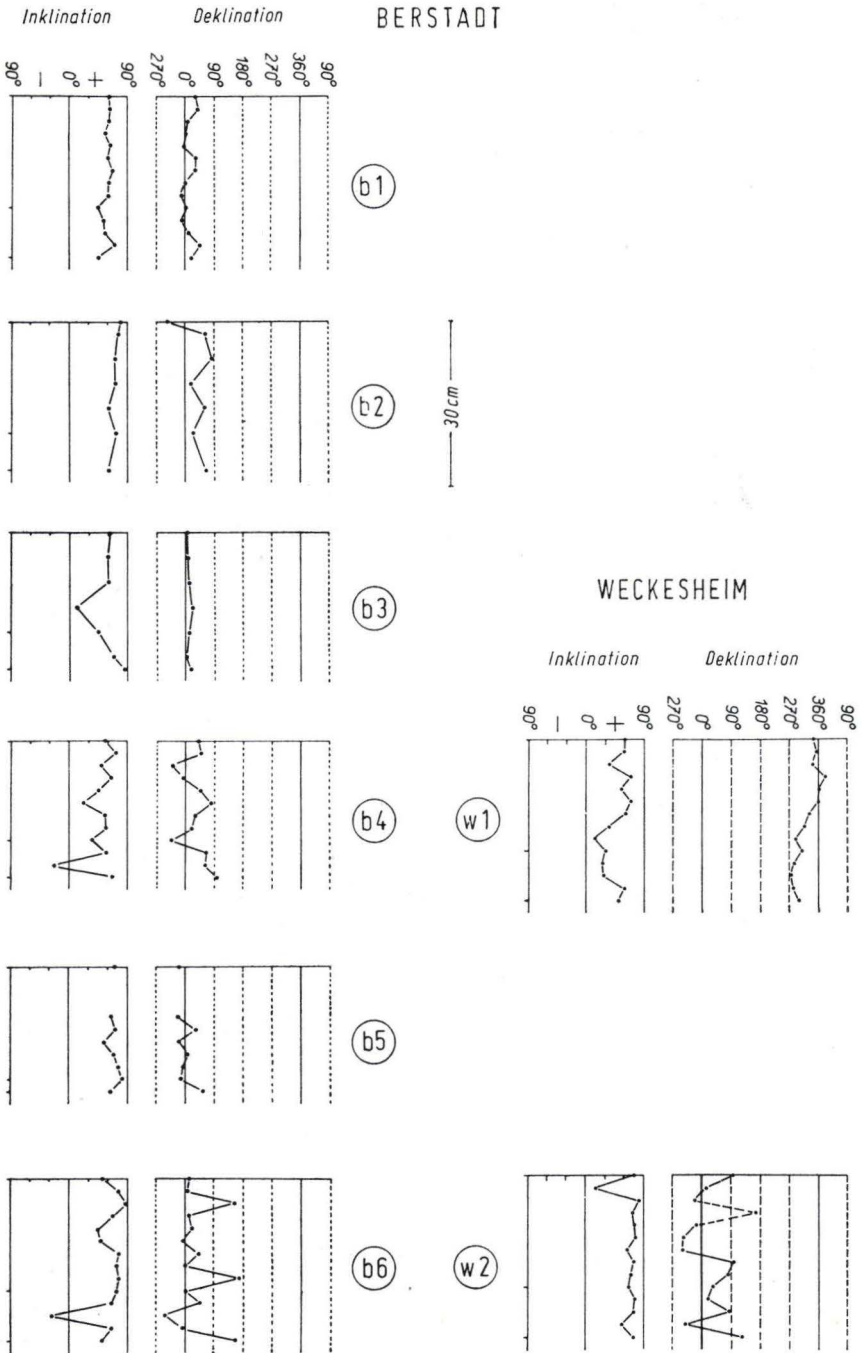 BERSTADT
Inklination Deklination
90° − 0° + 90° 270° 0° 90° 180° 270° 360° 90°
b1
b2
30 cm
b3
WECKESHEIM
Inklination Deklination
90° − 0° + 90° 270° 0° 90° 180° 270° 360° 90°
b4
w1
b5
b6
w2